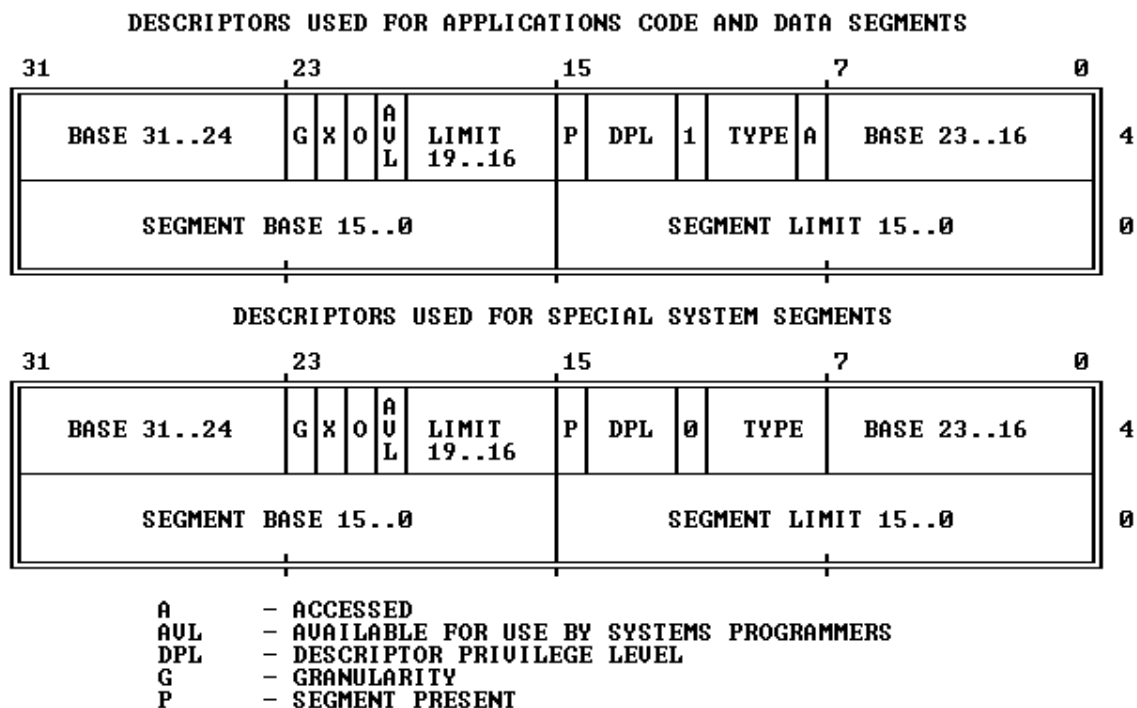 DESCRIPTORS USED FOR APPLICATIONS CODE AND DATA SEGMENTS
31 23 15 7 0
BASE 31..24 G X O AVL LIMIT 19..16 P DPL 1 TYPE A BASE 23..16 4
SEGMENT BASE 15..0 SEGMENT LIMIT 15..0 0
DESCRIPTORS USED FOR SPECIAL SYSTEM SEGMENTS
31 23 15 7 0
BASE 31..24 G X O AVL LIMIT 19..16 P DPL 0 TYPE BASE 23..16 4
SEGMENT BASE 15..0 SEGMENT LIMIT 15..0 0
A - ACCESSED
AVL - AVAILABLE FOR USE BY SYSTEMS PROGRAMMERS
DPL - DESCRIPTOR PRIVILEGE LEVEL
G - GRANULARITY
P - SEGMENT PRESENT